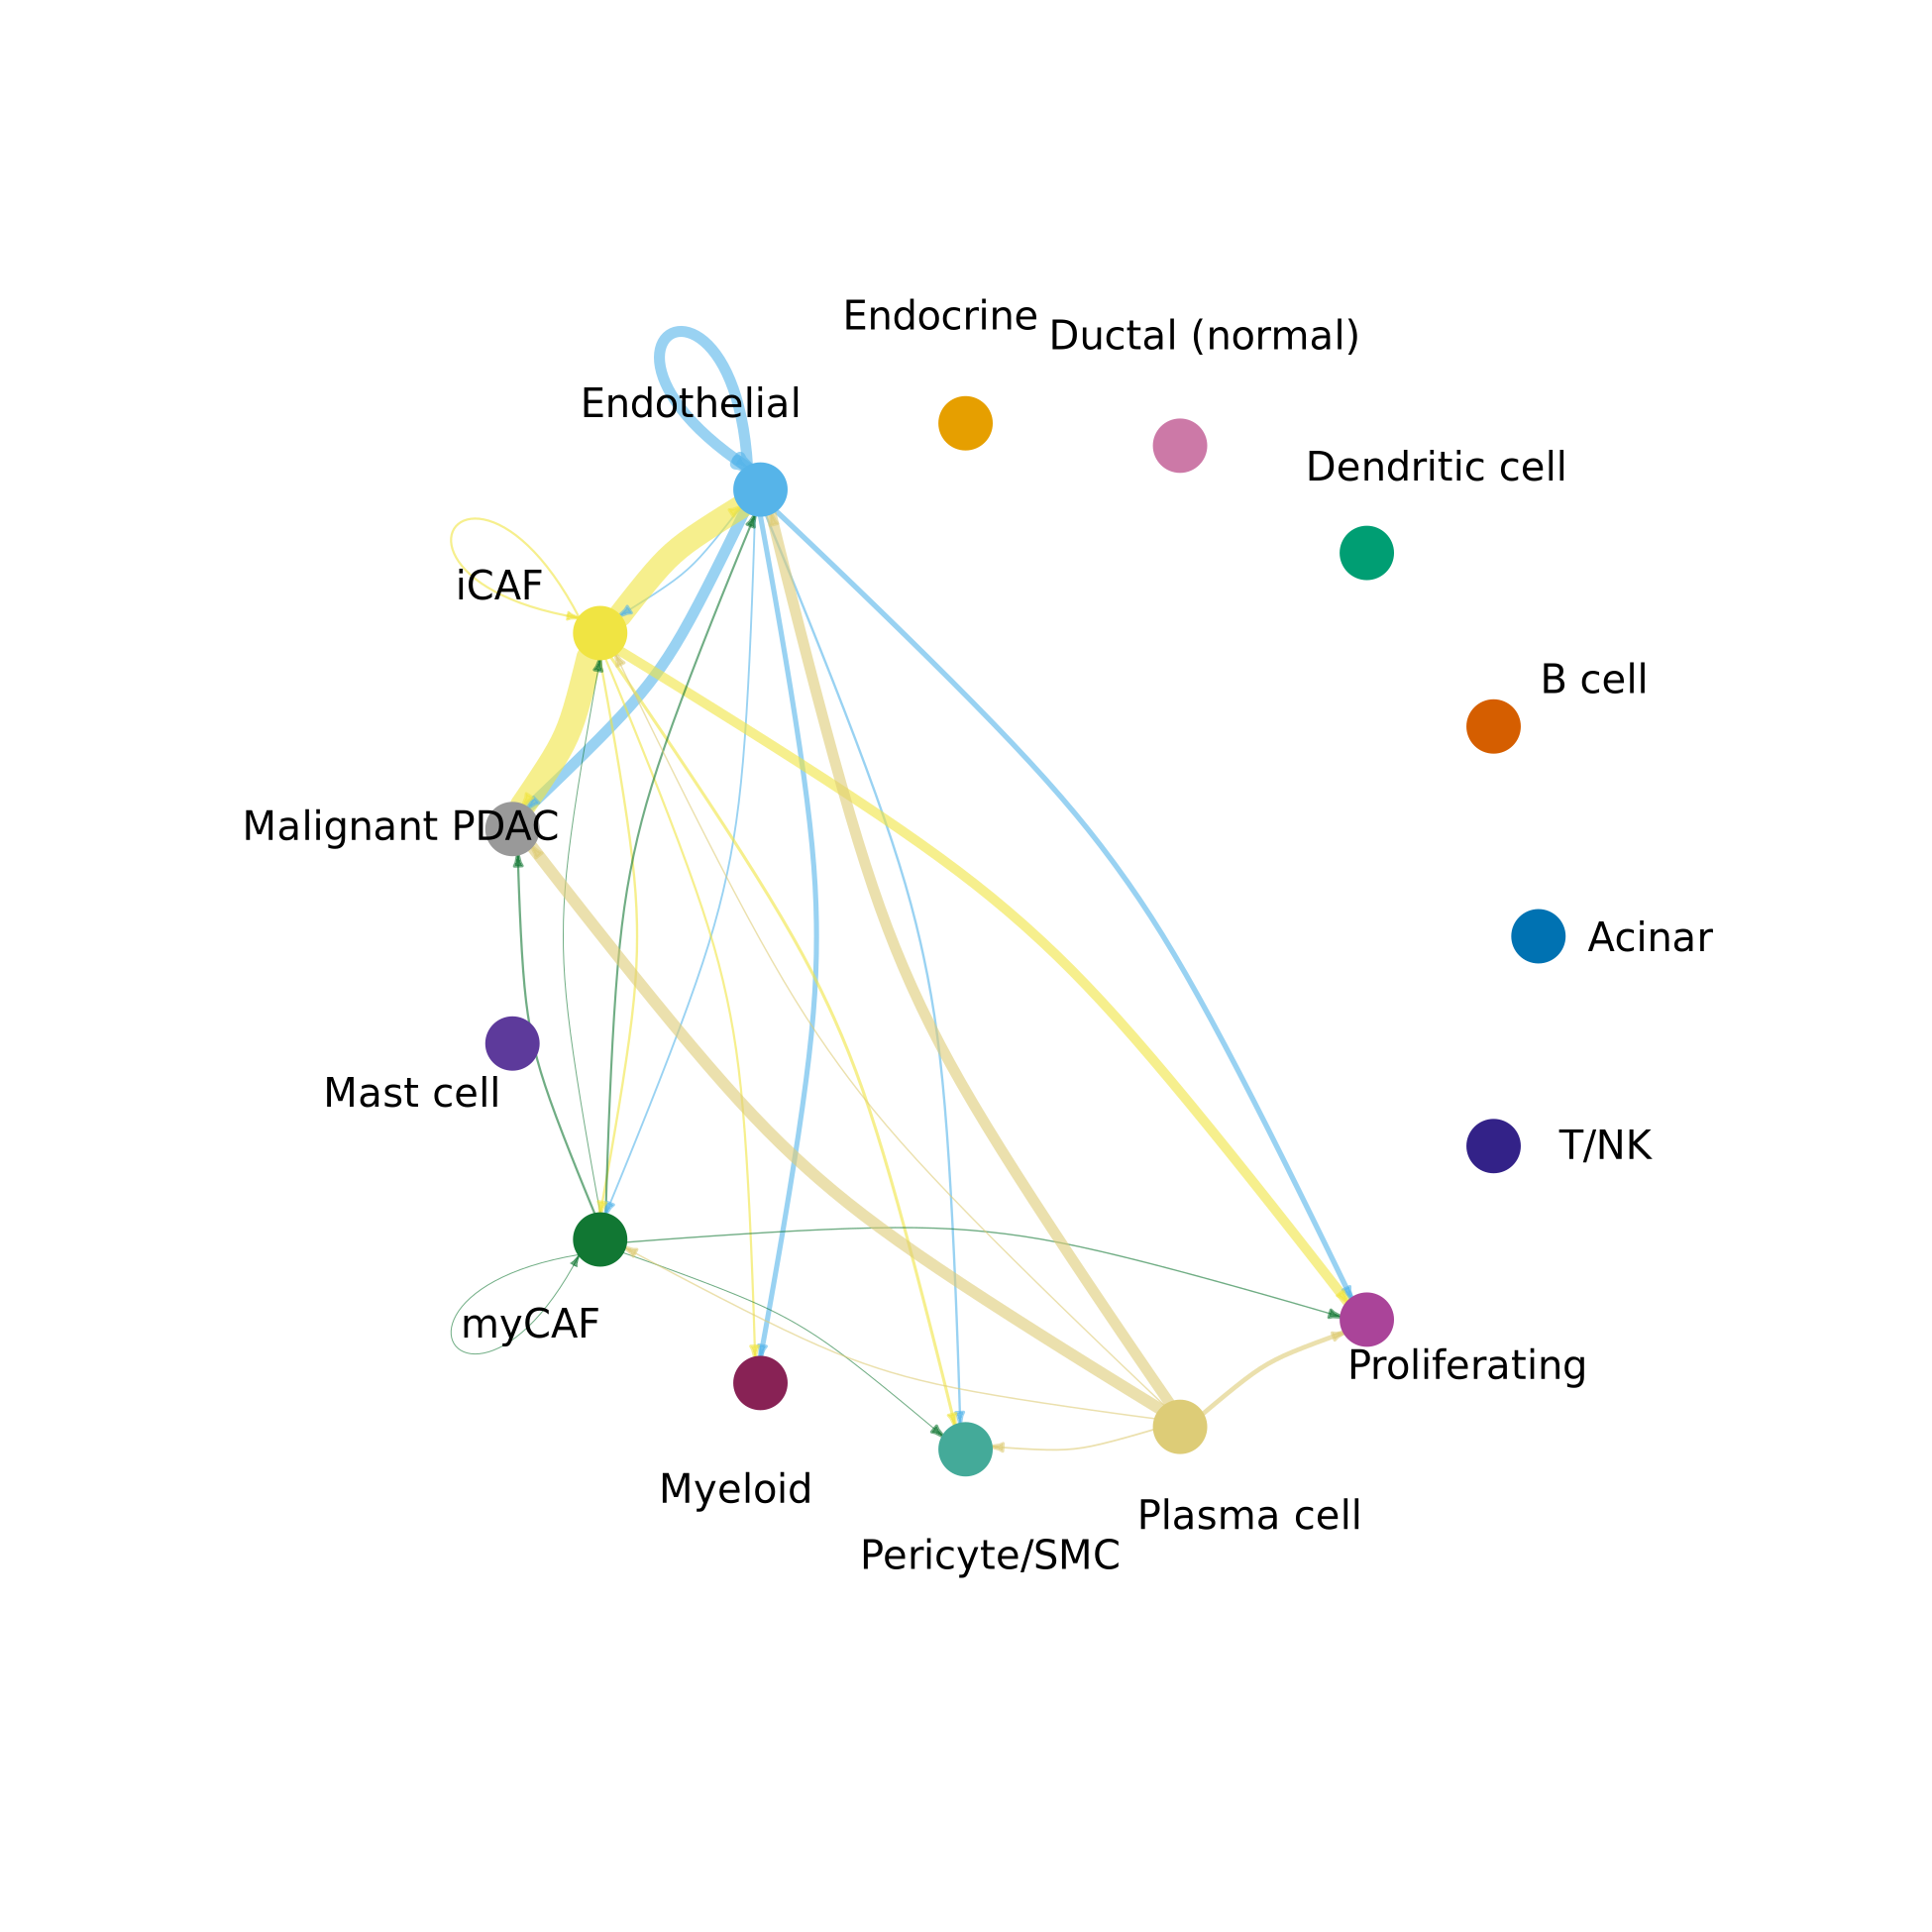 Endocrine
Ductal (normal)
Endothelial
Dendritic cell
iCAF
B cell
Malignant PDAC
Acinar
Mast cell
T/NK
myCAF
Proliferating
Myeloid
Plasma cell
Pericyte/SMC